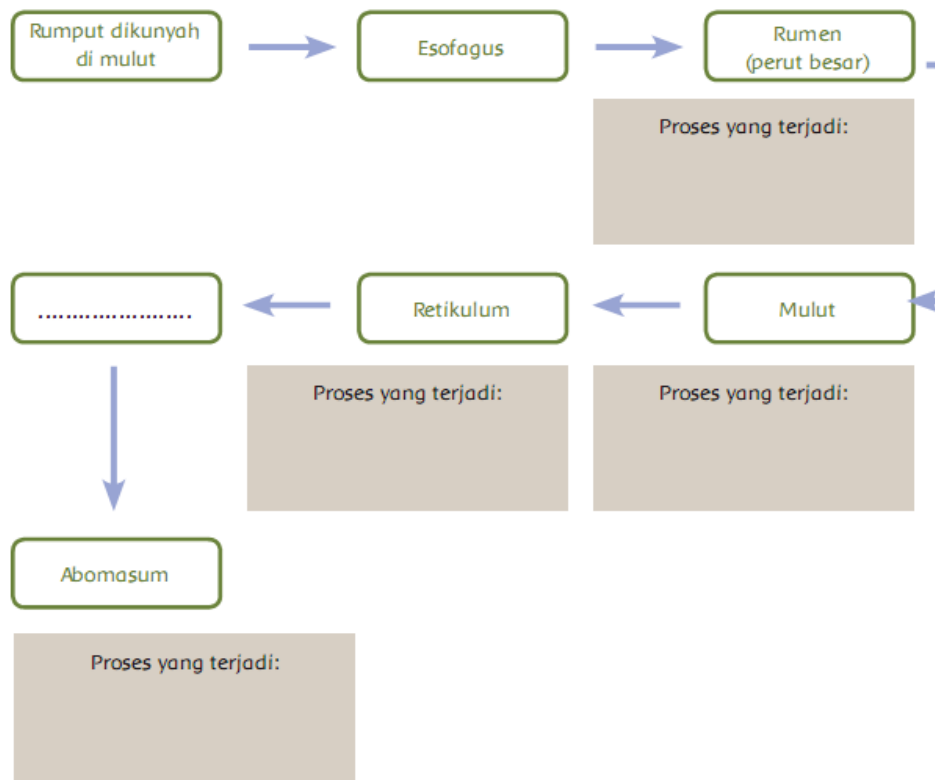 Rumput dikunyah
di mulut
Esofagus
Rumen
(perut besar)
Proses yang terjadi:
.......................
Retikulum
Mulut
Proses yang terjadi:
Proses yang terjadi:
Abomasum
Proses yang terjadi: